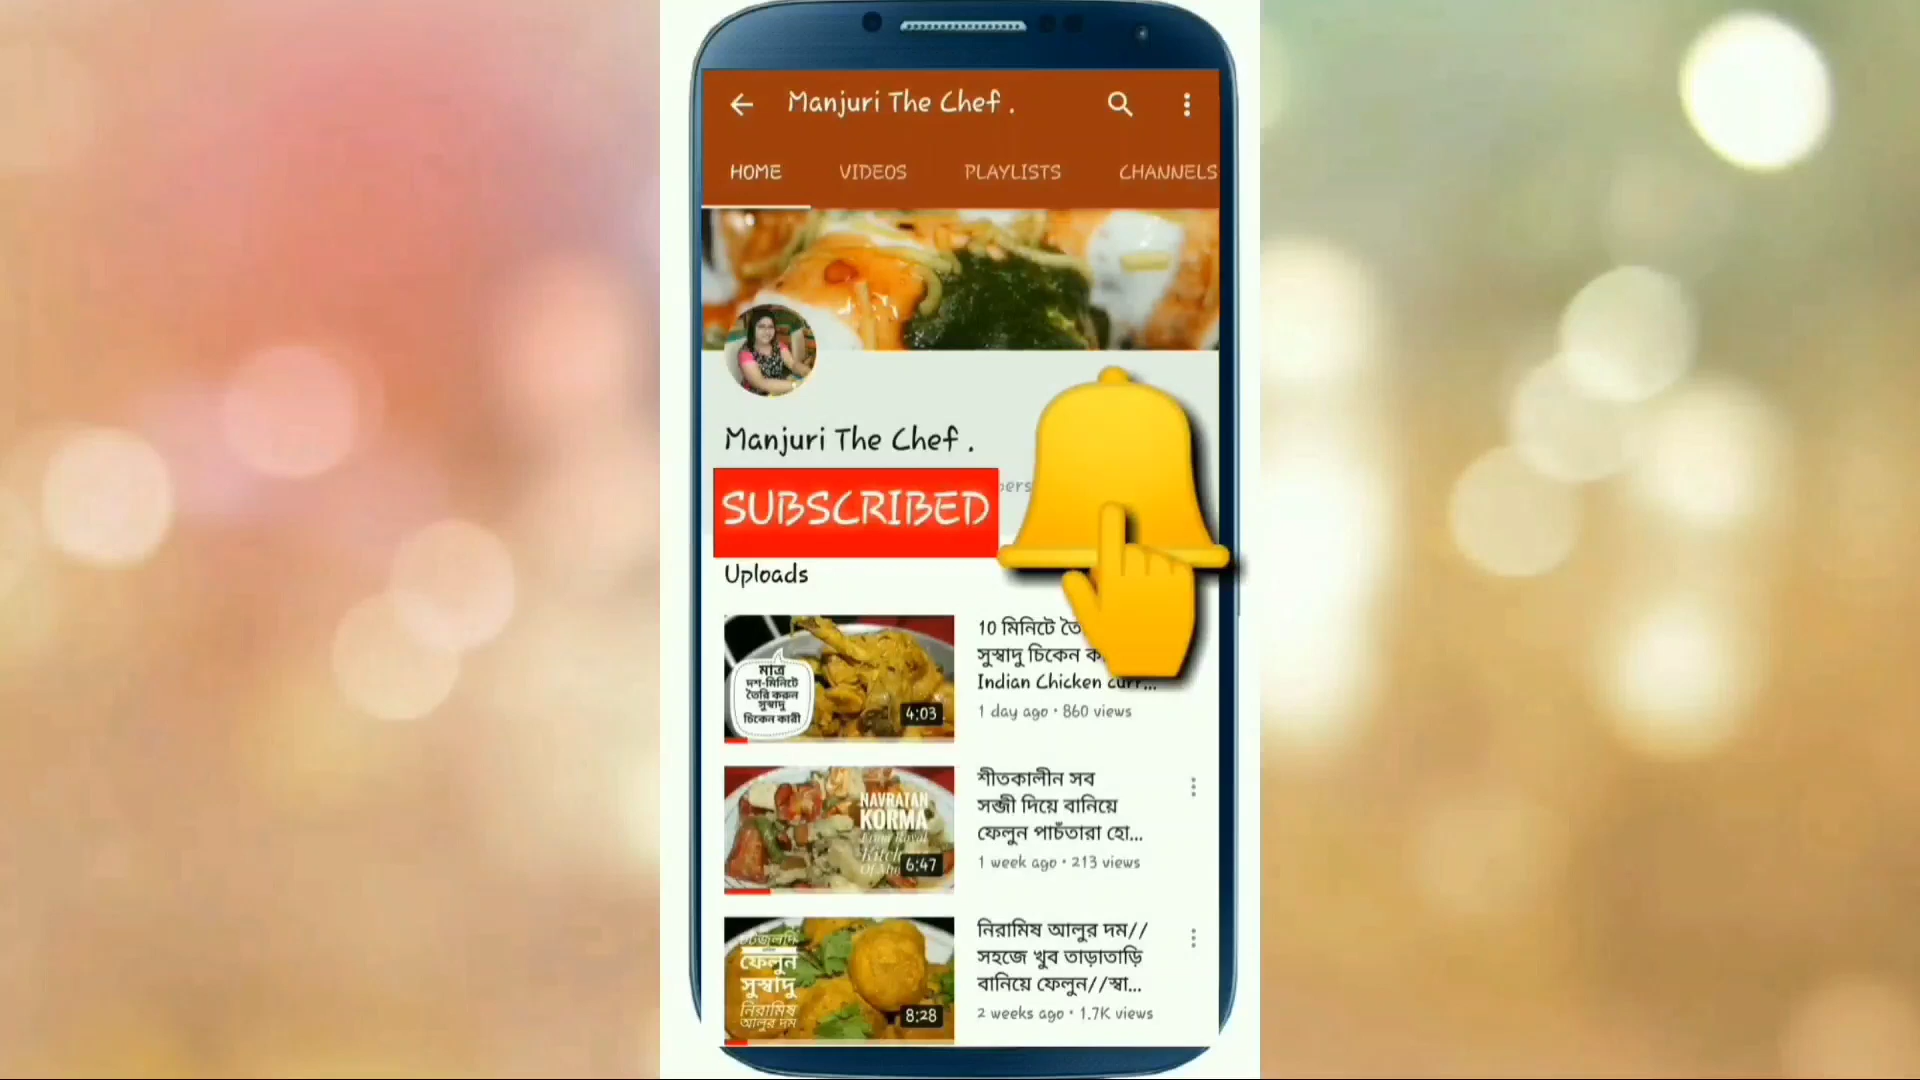 Manjuri The Chef .
HOME VIDEOS PLAYLISTS CHANNELS
Manjuri The Chef .
SUBSCRIBED
Uploads
মাত্র
দশ-মিনিটে
তৈরি করুন
সুস্বাদু
চিকেন কারী
4:03
10 মিনিটে
সুস্বাদু চিকেন
Indian Chicken curr...
1 day ago • 860 views
NAVRATAN
KORMA
From Royal
6:47
শীতকালীন সব
সব্জী দিয়ে বানিয়ে
ফেলুন পাচঁতারা হো...
1 week ago • 213 views
ফেলুন
সুস্বাদু
নিরামিষ
আলুর দম
8:28
নিরামিষ আলুর দম//
সহজে খুব তাড়াতাড়ি
বানিয়ে ফেলুন//স্বা...
2 weeks ago • 1.7K views